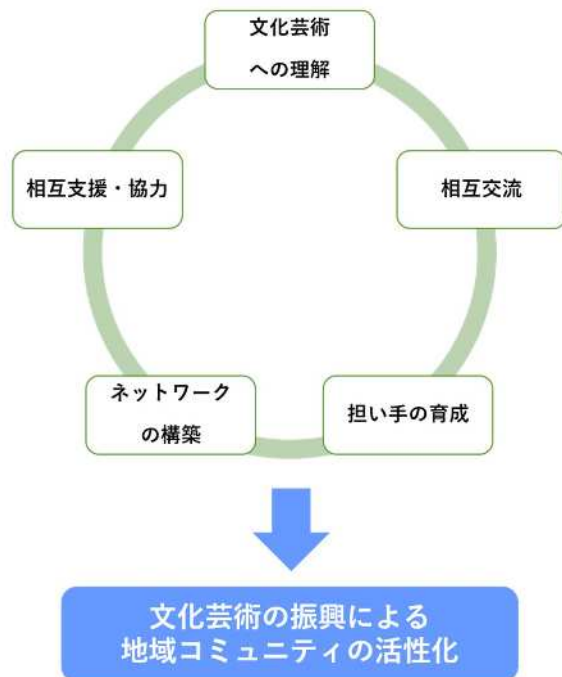 文化芸術
への理解
相互支援・協力
相互交流
ネットワーク
の構築
担い手の育成
文化芸術の振興による
地域コミュニティの活性化